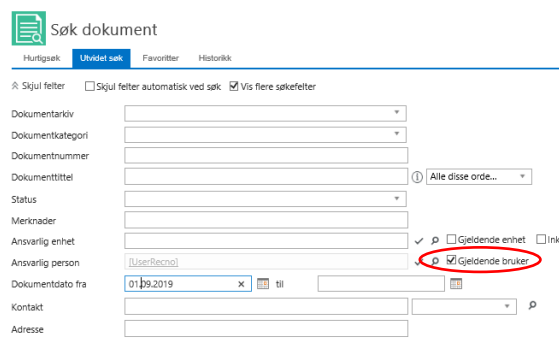 Søk dokument
Hurtigsøk Utvidet søk Favoritter Historikk
Skjul felter Skjul felter automatisk ved søk Vis flere søkefelter
Dokumentarkiv
Dokumentkategori
Dokumentnummer
Dokumenttittel Alle disse orde...
Status
Merknader
Ansvarlig enhet Gjeldende enhet Ink
Ansvarlig person [UserRecno] Gjeldende bruker
Dokumentdato fra 01.09.2019 til
Kontakt
Adresse